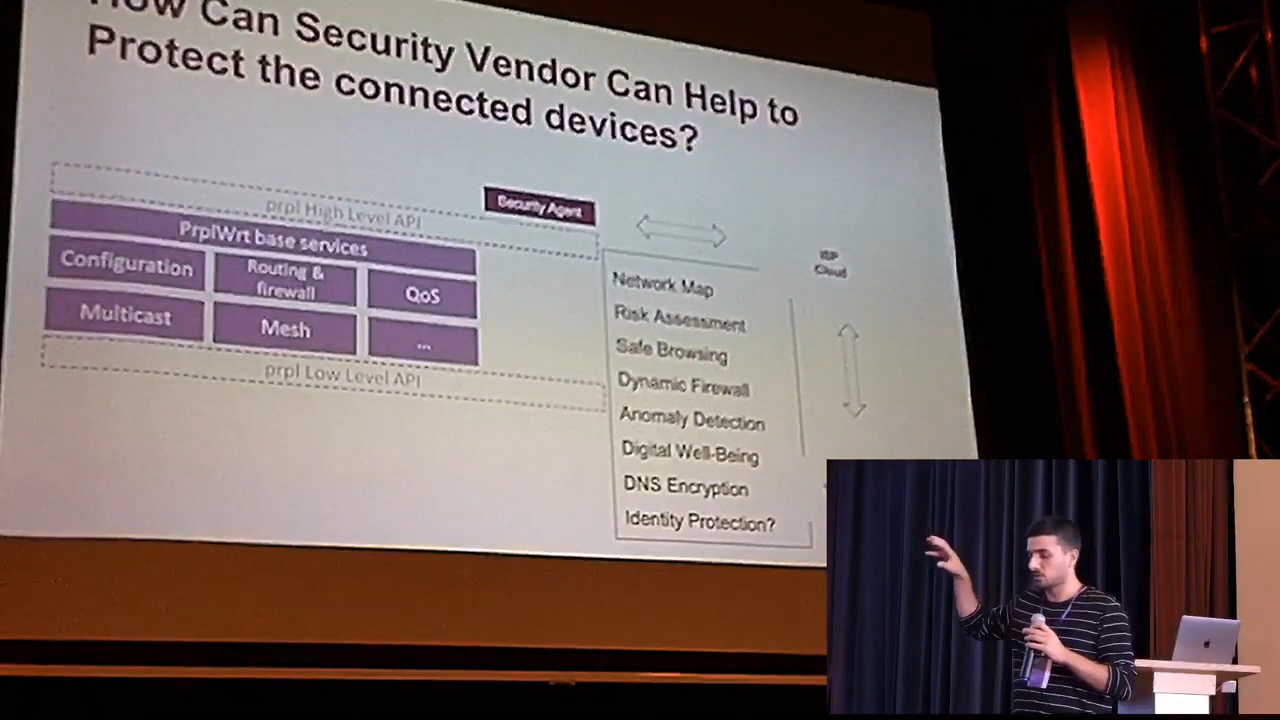 How Can Security Vendor Can Help to
Protect the connected devices?
prpl High Level API
Security Agent
PrplWrt base services
Configuration
Routing &
firewall
QoS
Multicast
Mesh
...
prpl Low Level API
ISP
Cloud
Network Map
Risk Assessment
Safe Browsing
Dynamic Firewall
Anomaly Detection
Digital Well-Being
DNS Encryption
Identity Protection?